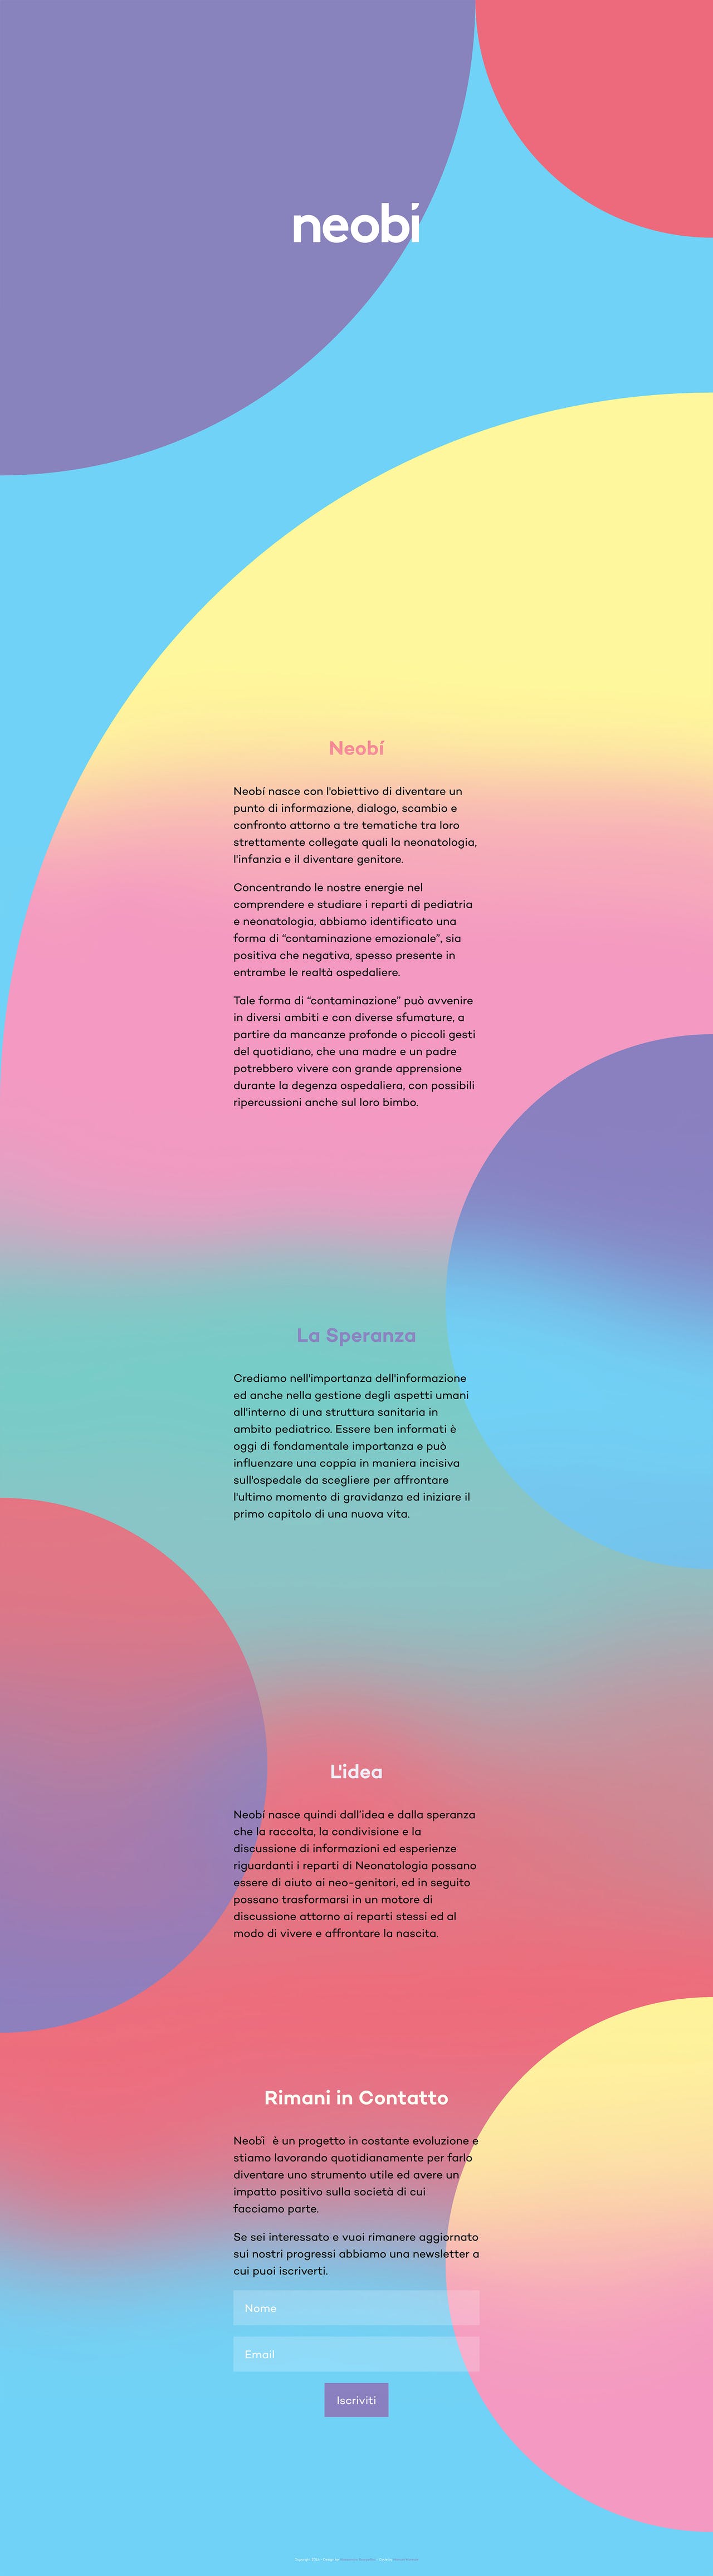 neobí
Neobí
Neobí nasce con l'obiettivo di diventare un
punto di informazione, dialogo, scambio e
confronto attorno a tre tematiche tra loro
strettamente collegate quali la neonatologia,
l'infanzia e il diventare genitore.
Concentrando le nostre energie nel
comprendere e studiare i reparti di pediatria
e neonatologia, abbiamo identificato una
forma di “contaminazione emozionale”, sia
positiva che negativa, spesso presente in
entrambe le realtà ospedaliere.
Tale forma di “contaminazione” può avvenire
in diversi ambiti e con diverse sfumature, a
partire da mancanze profonde o piccoli gesti
del quotidiano, che una madre e un padre
potrebbero vivere con grande apprensione
durante la degenza ospedaliera, con possibili
ripercussioni anche sul loro bimbo.
La Speranza
Crediamo nell'importanza dell'informazione
ed anche nella gestione degli aspetti umani
all'interno di una struttura sanitaria in
ambito pediatrico. Essere ben informati è
oggi di fondamentale importanza e può
influenzare una coppia in maniera incisiva
sull'ospedale da scegliere per affrontare
l'ultimo momento di gravidanza ed iniziare il
primo capitolo di una nuova vita.
L'idea
Neobí nasce quindi dall'idea e dalla speranza
che la raccolta, la condivisione e la
discussione di informazioni ed esperienze
riguardanti i reparti di Neonatologia possano
essere di aiuto ai neo-genitori, ed in seguito
possano trasformarsi in un motore di
discussione attorno ai reparti stessi ed al
modo di vivere e affrontare la nascita.
Rimani in Contatto
Neobî è un progetto in costante evoluzione e
stiamo lavorando quotidianamente per farlo
diventare uno strumento utile ed avere un
impatto positivo sulla società di cui
facciamo parte.
Se sei interessato e vuoi rimanere aggiornato
sui nostri progressi abbiamo una newsletter a
cui puoi iscriverti.
Nome
Email
Iscriviti